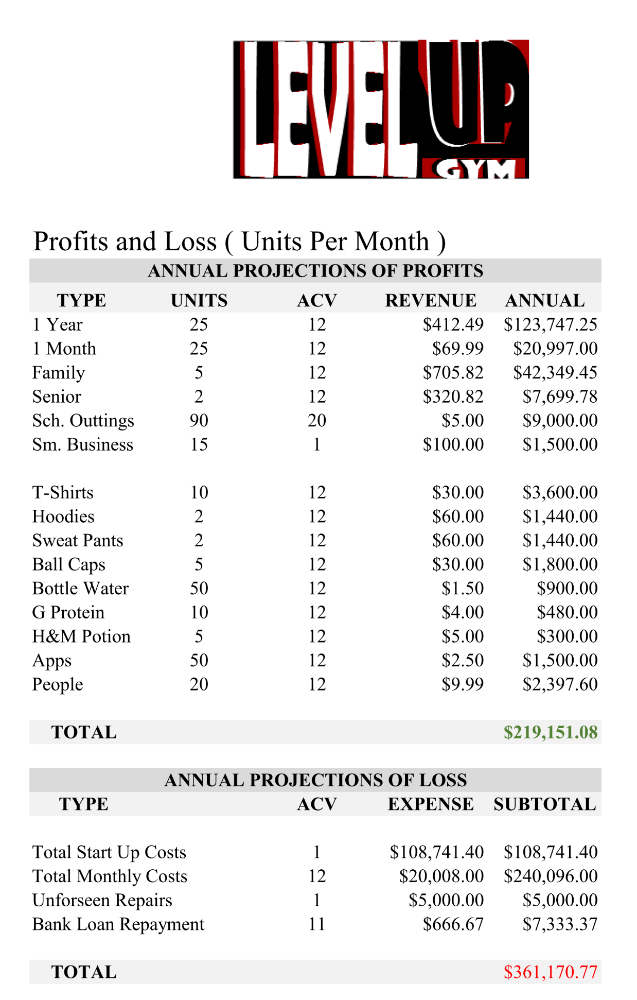 LEVEL UP
GYM
Profits and Loss ( Units Per Month )
ANNUAL PROJECTIONS OF PROFITS
TYPE UNITS ACV REVENUE ANNUAL
1 Year 25 12 $412.49 $123,747.25
1 Month 25 12 $69.99 $20,997.00
Family 5 12 $705.82 $42,349.45
Senior 2 12 $320.82 $7,699.78
Sch. Outtings 90 20 $5.00 $9,000.00
Sm. Business 15 1 $100.00 $1,500.00
T-Shirts 10 12 $30.00 $3,600.00
Hoodies 2 12 $60.00 $1,440.00
Sweat Pants 2 12 $60.00 $1,440.00
Ball Caps 5 12 $30.00 $1,800.00
Bottle Water 50 12 $1.50 $900.00
G Protein 10 12 $4.00 $480.00
H&M Potion 5 12 $5.00 $300.00
Apps 50 12 $2.50 $1,500.00
People 20 12 $9.99 $2,397.60
TOTAL $219,151.08
ANNUAL PROJECTIONS OF LOSS
TYPE ACV EXPENSE SUBTOTAL
Total Start Up Costs 1 $108,741.40 $108,741.40
Total Monthly Costs 12 $20,008.00 $240,096.00
Unforseen Repairs 1 $5,000.00 $5,000.00
Bank Loan Repayment 11 $666.67 $7,333.37
TOTAL $361,170.77